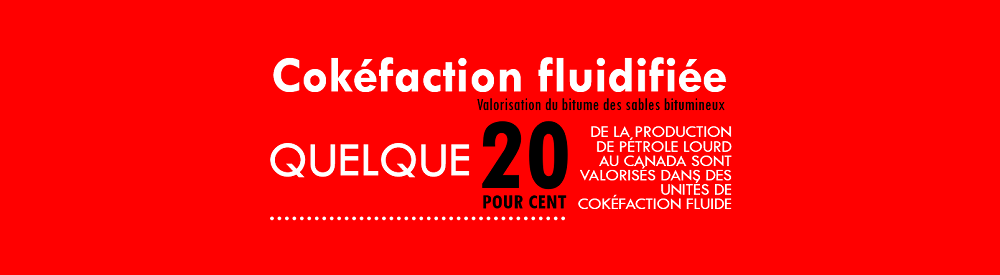 Cokéfaction fluidifiée
Valorisation du bitume des sables bitumineux
QUELQUE
20
POUR CENT
DE LA PRODUCTION
DE PÉTROLE LOURD
AU CANADA SONT
VALORISÉS DANS DES
UNITÉS DE
COKÉFACTION FLUIDE